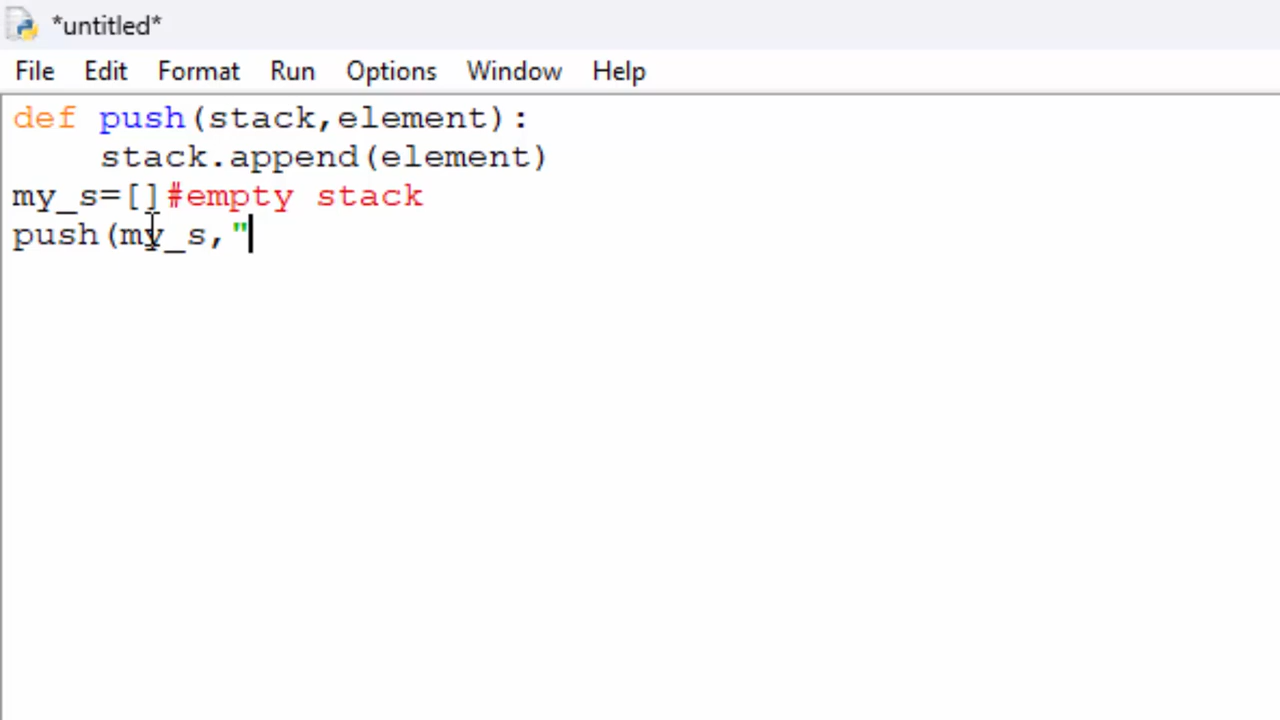 *untitled*
File Edit Format Run Options Window Help
def push(stack,element):
    stack.append(element)
my_s=[]#empty stack
push(my_s,"